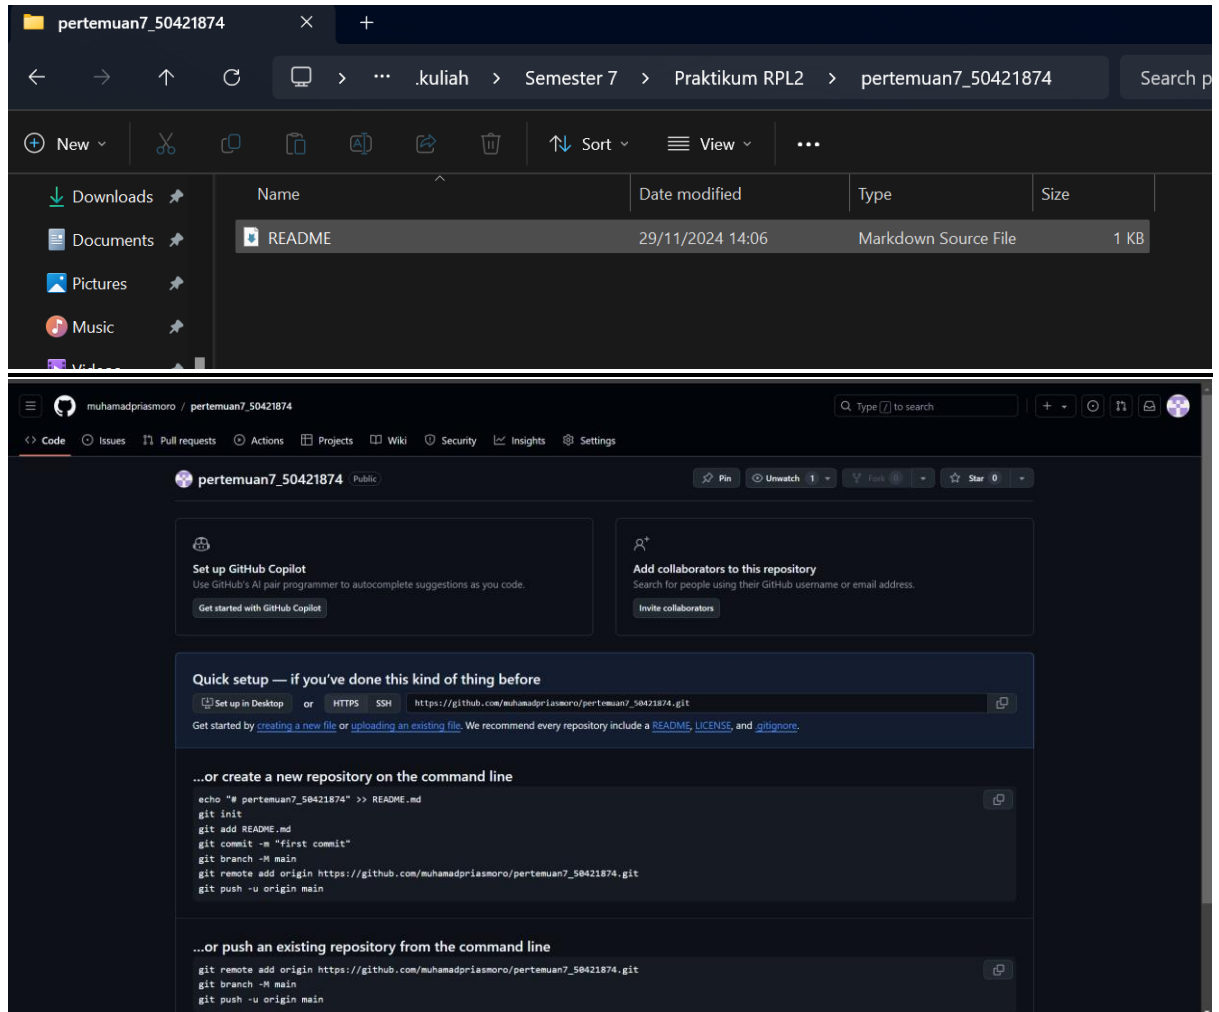 pertemuan7_50421874
.kuliah > Semester 7 > Praktikum RPL2 > pertemuan7_50421874 Search p
New Sort View
Downloads Name Date modified Type Size
Documents README 29/11/2024 14:06 Markdown Source File 1 KB
Pictures
Music
muhamadpriasmoro / pertemuan7_50421874 Type / to search
Code Issues Pull requests Actions Projects Wiki Security Insights Settings
pertemuan7_50421874 Public Pin Unwatch 1 Fork 0 Star 0
Set up GitHub Copilot
Use GitHub's AI pair programmer to autocomplete suggestions as you code.
Get started with GitHub Copilot
Add collaborators to this repository
Search for people using their GitHub username or email address.
Invite collaborators
Quick setup — if you've done this kind of thing before
Set up in Desktop or HTTPS SSH https://github.com/muhamadpriasmoro/pertemuan7_50421874.git
Get started by creating a new file or uploading an existing file. We recommend every repository include a README, LICENSE, and .gitignore.
...or create a new repository on the command line
echo "# pertemuan7_50421874" >> README.md
git init
git add README.md
git commit -m "first commit"
git branch -M main
git remote add origin https://github.com/muhamadpriasmoro/pertemuan7_50421874.git
git push -u origin main
...or push an existing repository from the command line
git remote add origin https://github.com/muhamadpriasmoro/pertemuan7_50421874.git
git branch -M main
git push -u origin main